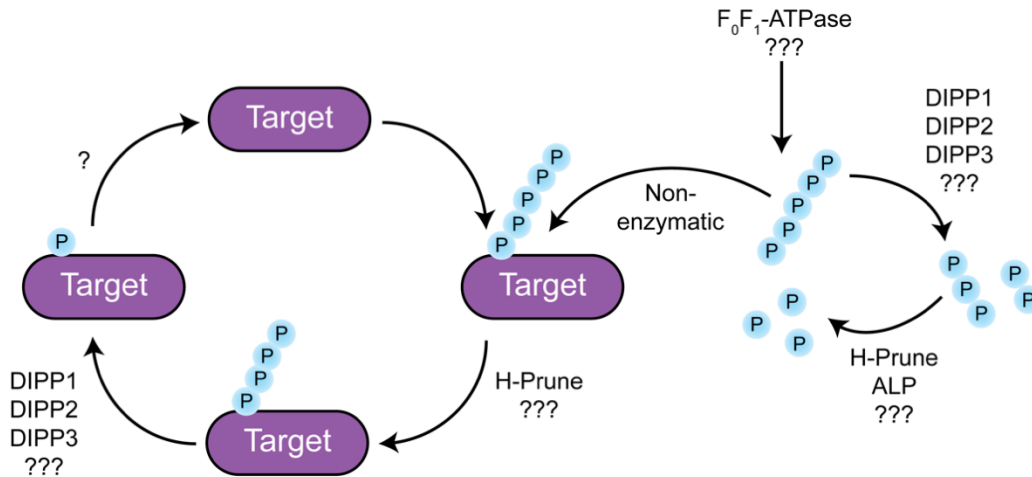 F₀F₁-ATPase
???
DIPP1
DIPP2
DIPP3
???
Target
?
P
P
P
P
P
Non-
enzymatic
P
P
P
P
P
P
Target
Target
P
P
P
P
P
P
P
P
H-Prune
ALP
???
P
P
P
P
Target
H-Prune
???
DIPP1
DIPP2
DIPP3
???